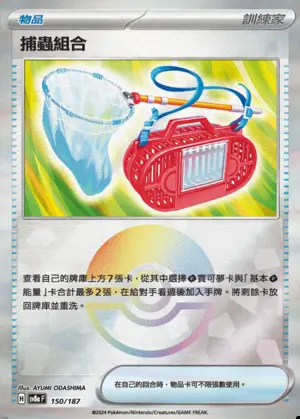 物品
訓練家
捕蟲組合
查看自己的牌庫上方7張卡，從其中選擇寶可夢卡與「基本
能量」卡合計最多2張，在給對手看過後加入手牌。將剩餘卡放
回牌庫並重洗。
Illus. AYUMI ODASHIMA
H SV8a F 150/187
在自己的回合時，物品卡可不限張數使用。
©2024 Pokémon/Nintendo/Creatures/GAME FREAK.